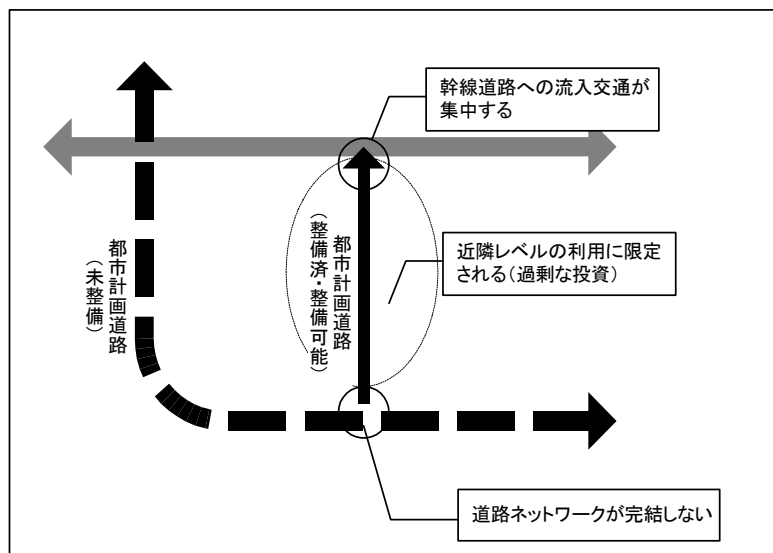 幹線道路への流入交通が
集中する
都市計画道路
（未整備）
都市計画道路
（整備済・整備可能）
近隣レベルの利用に限定
される（過剰な投資）
道路ネットワークが完結しない